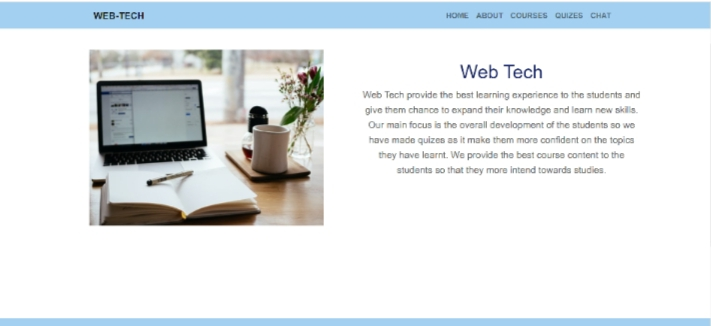 WEB-TECH
HOME ABOUT COURSES QUIZES CHAT
Web Tech
Web Tech provide the best learning experience to the students and
give them chance to expand their knowledge and learn new skills.
Our main focus is the overall development of the students so we
have made quizes as it make them more confident on the topics
they have learnt. We provide the best course content to the
students so that they more intend towards studies.